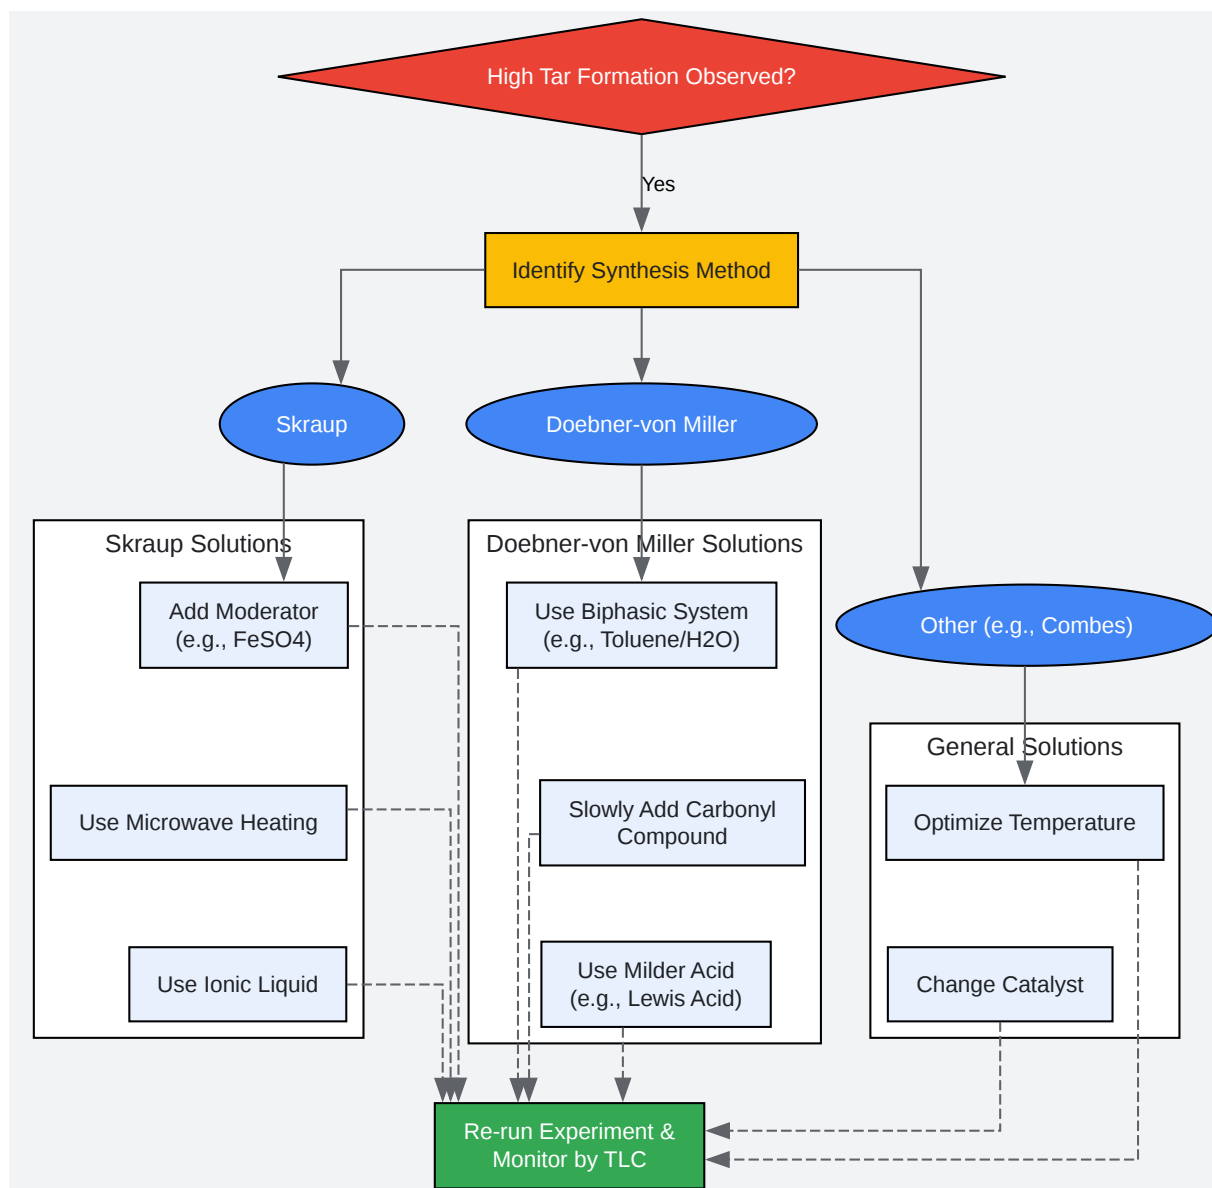 High Tar Formation Observed?
Yes
Identify Synthesis Method
Skraup
Doebner-von Miller
Other (e.g., Combes)
Skraup Solutions
Add Moderator
(e.g., FeSO4)
Use Microwave Heating
Use Ionic Liquid
Doebner-von Miller Solutions
Use Biphasic System
(e.g., Toluene/H2O)
Slowly Add Carbonyl
Compound
Use Milder Acid
(e.g., Lewis Acid)
General Solutions
Optimize Temperature
Change Catalyst
Re-run Experiment &
Monitor by TLC